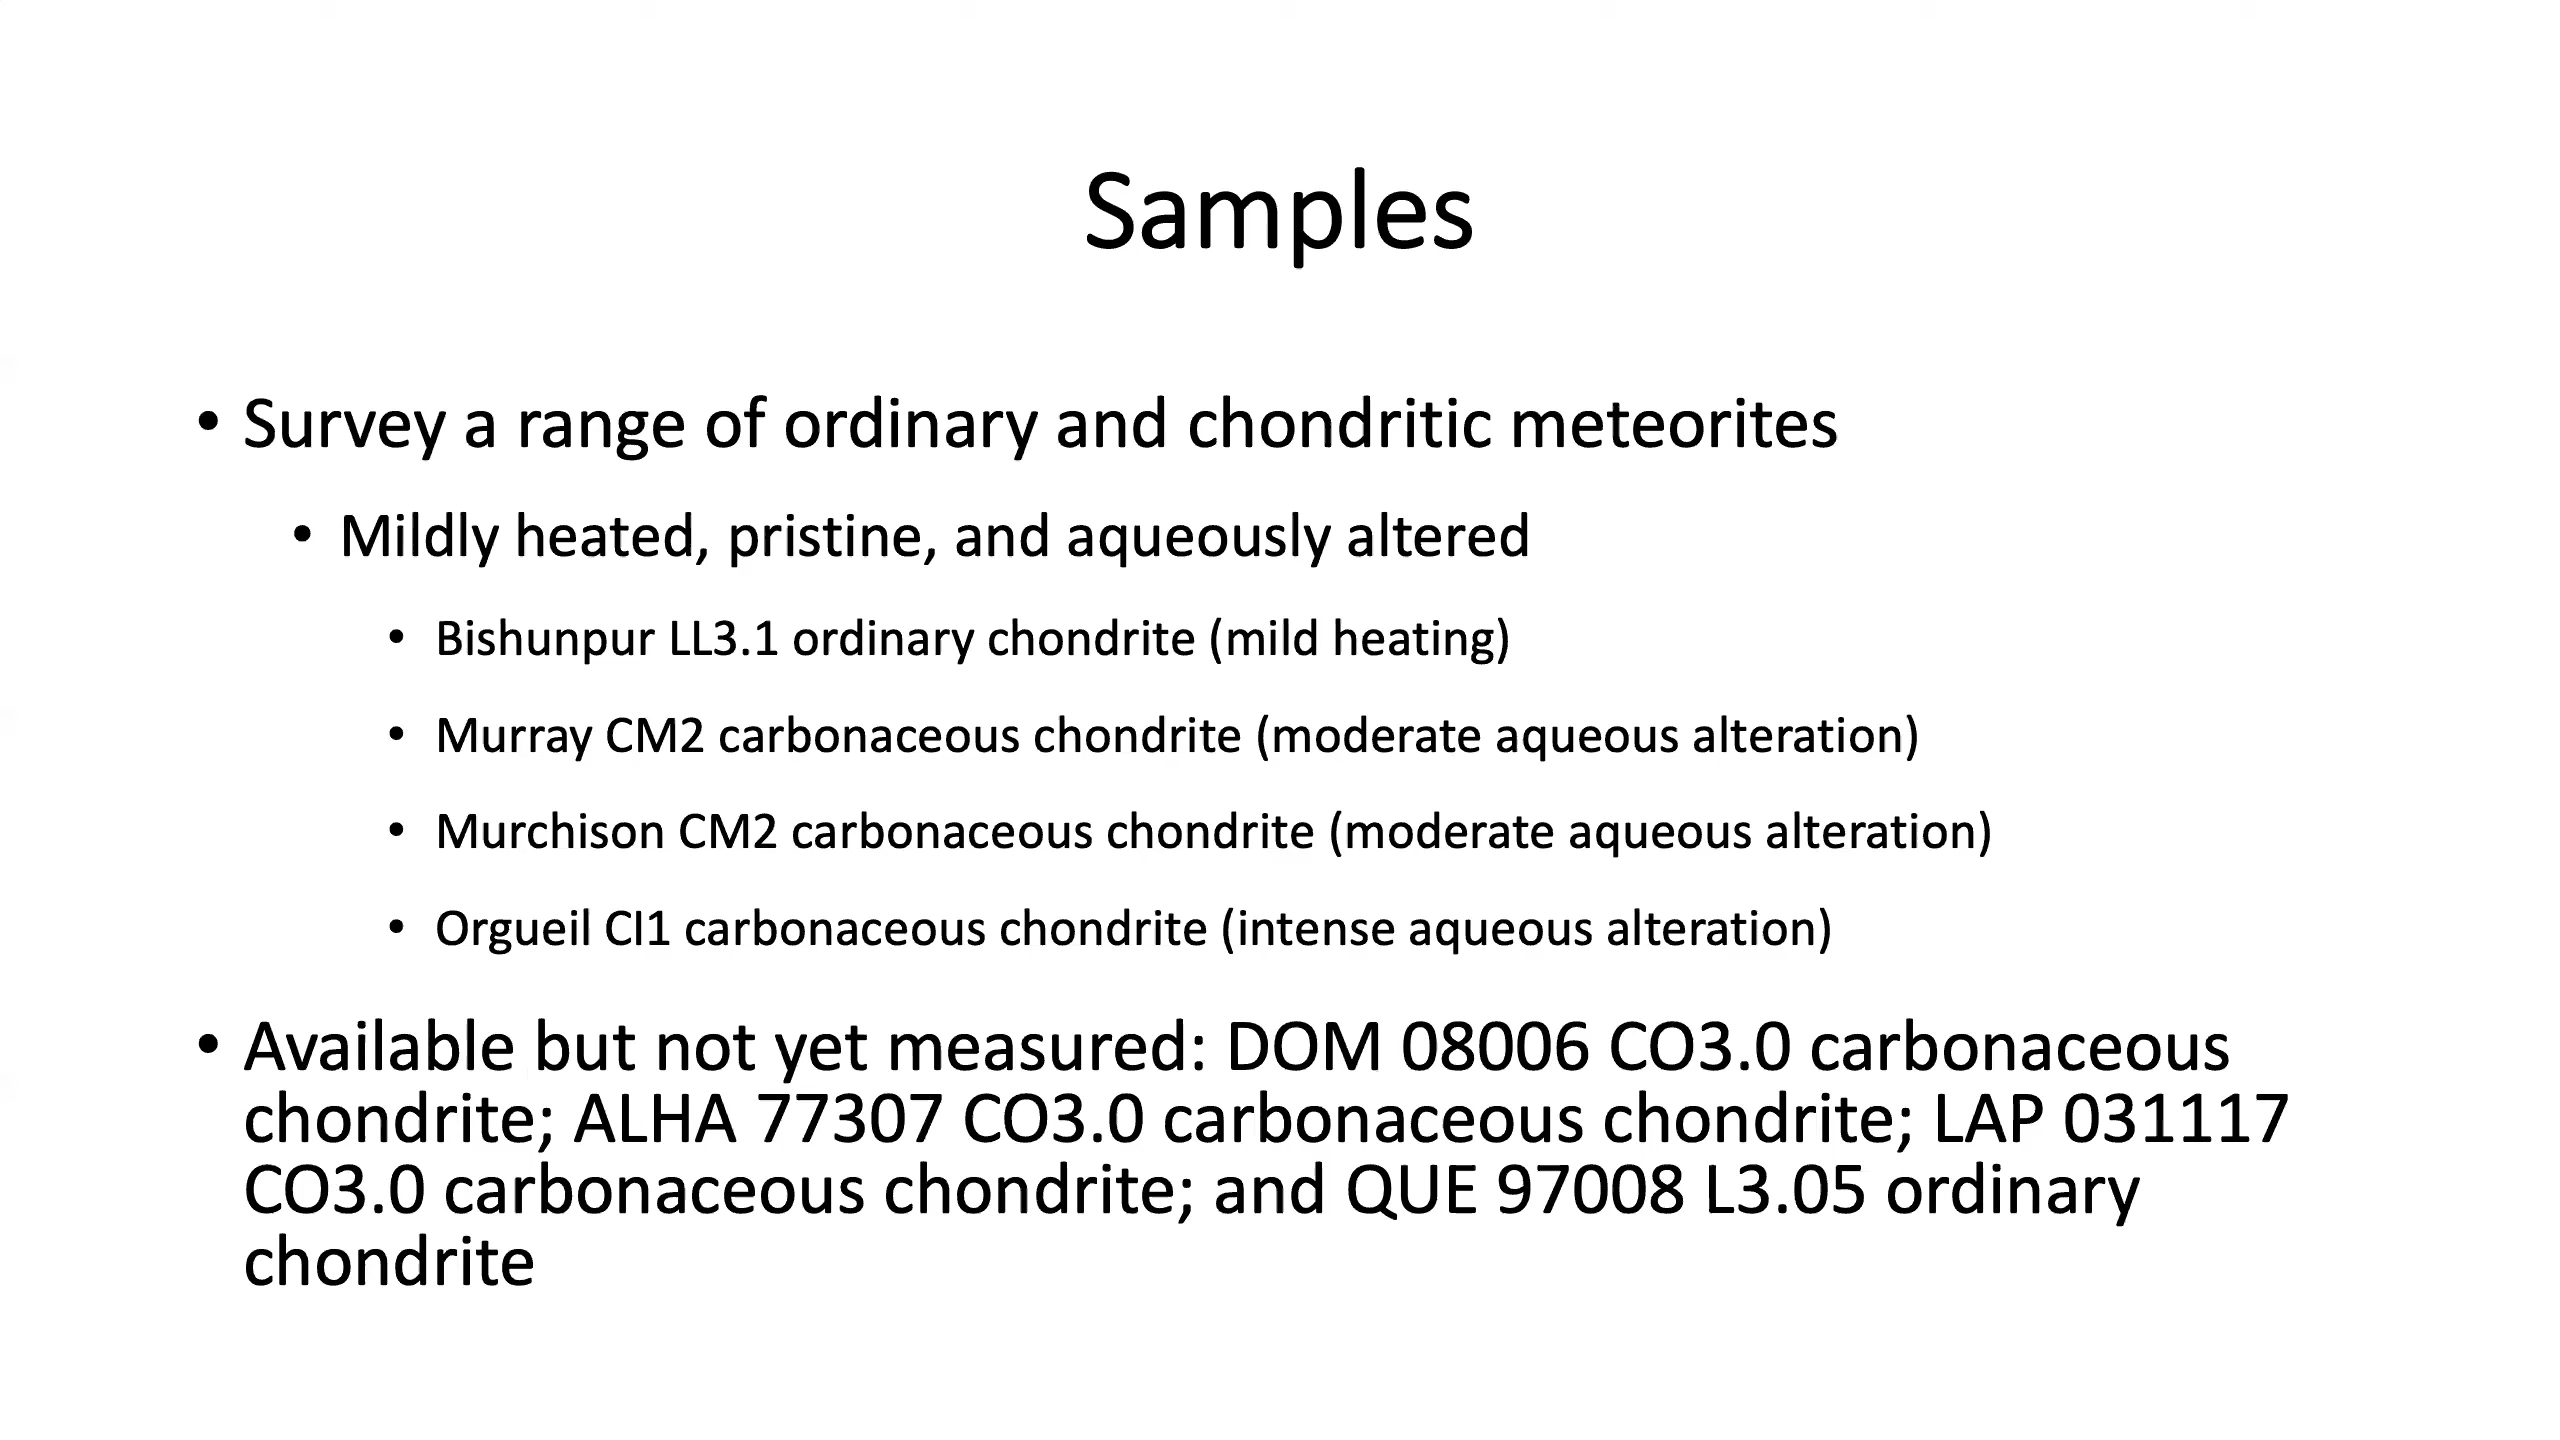 Samples
• Survey a range of ordinary and chondritic meteorites
• Mildly heated, pristine, and aqueously altered
• Bishunpur LL3.1 ordinary chondrite (mild heating)
• Murray CM2 carbonaceous chondrite (moderate aqueous alteration)
• Murchison CM2 carbonaceous chondrite (moderate aqueous alteration)
• Orgueil CI1 carbonaceous chondrite (intense aqueous alteration)
• Available but not yet measured: DOM 08006 CO3.0 carbonaceous
chondrite; ALHA 77307 CO3.0 carbonaceous chondrite; LAP 031117
CO3.0 carbonaceous chondrite; and QUE 97008 L3.05 ordinary
chondrite